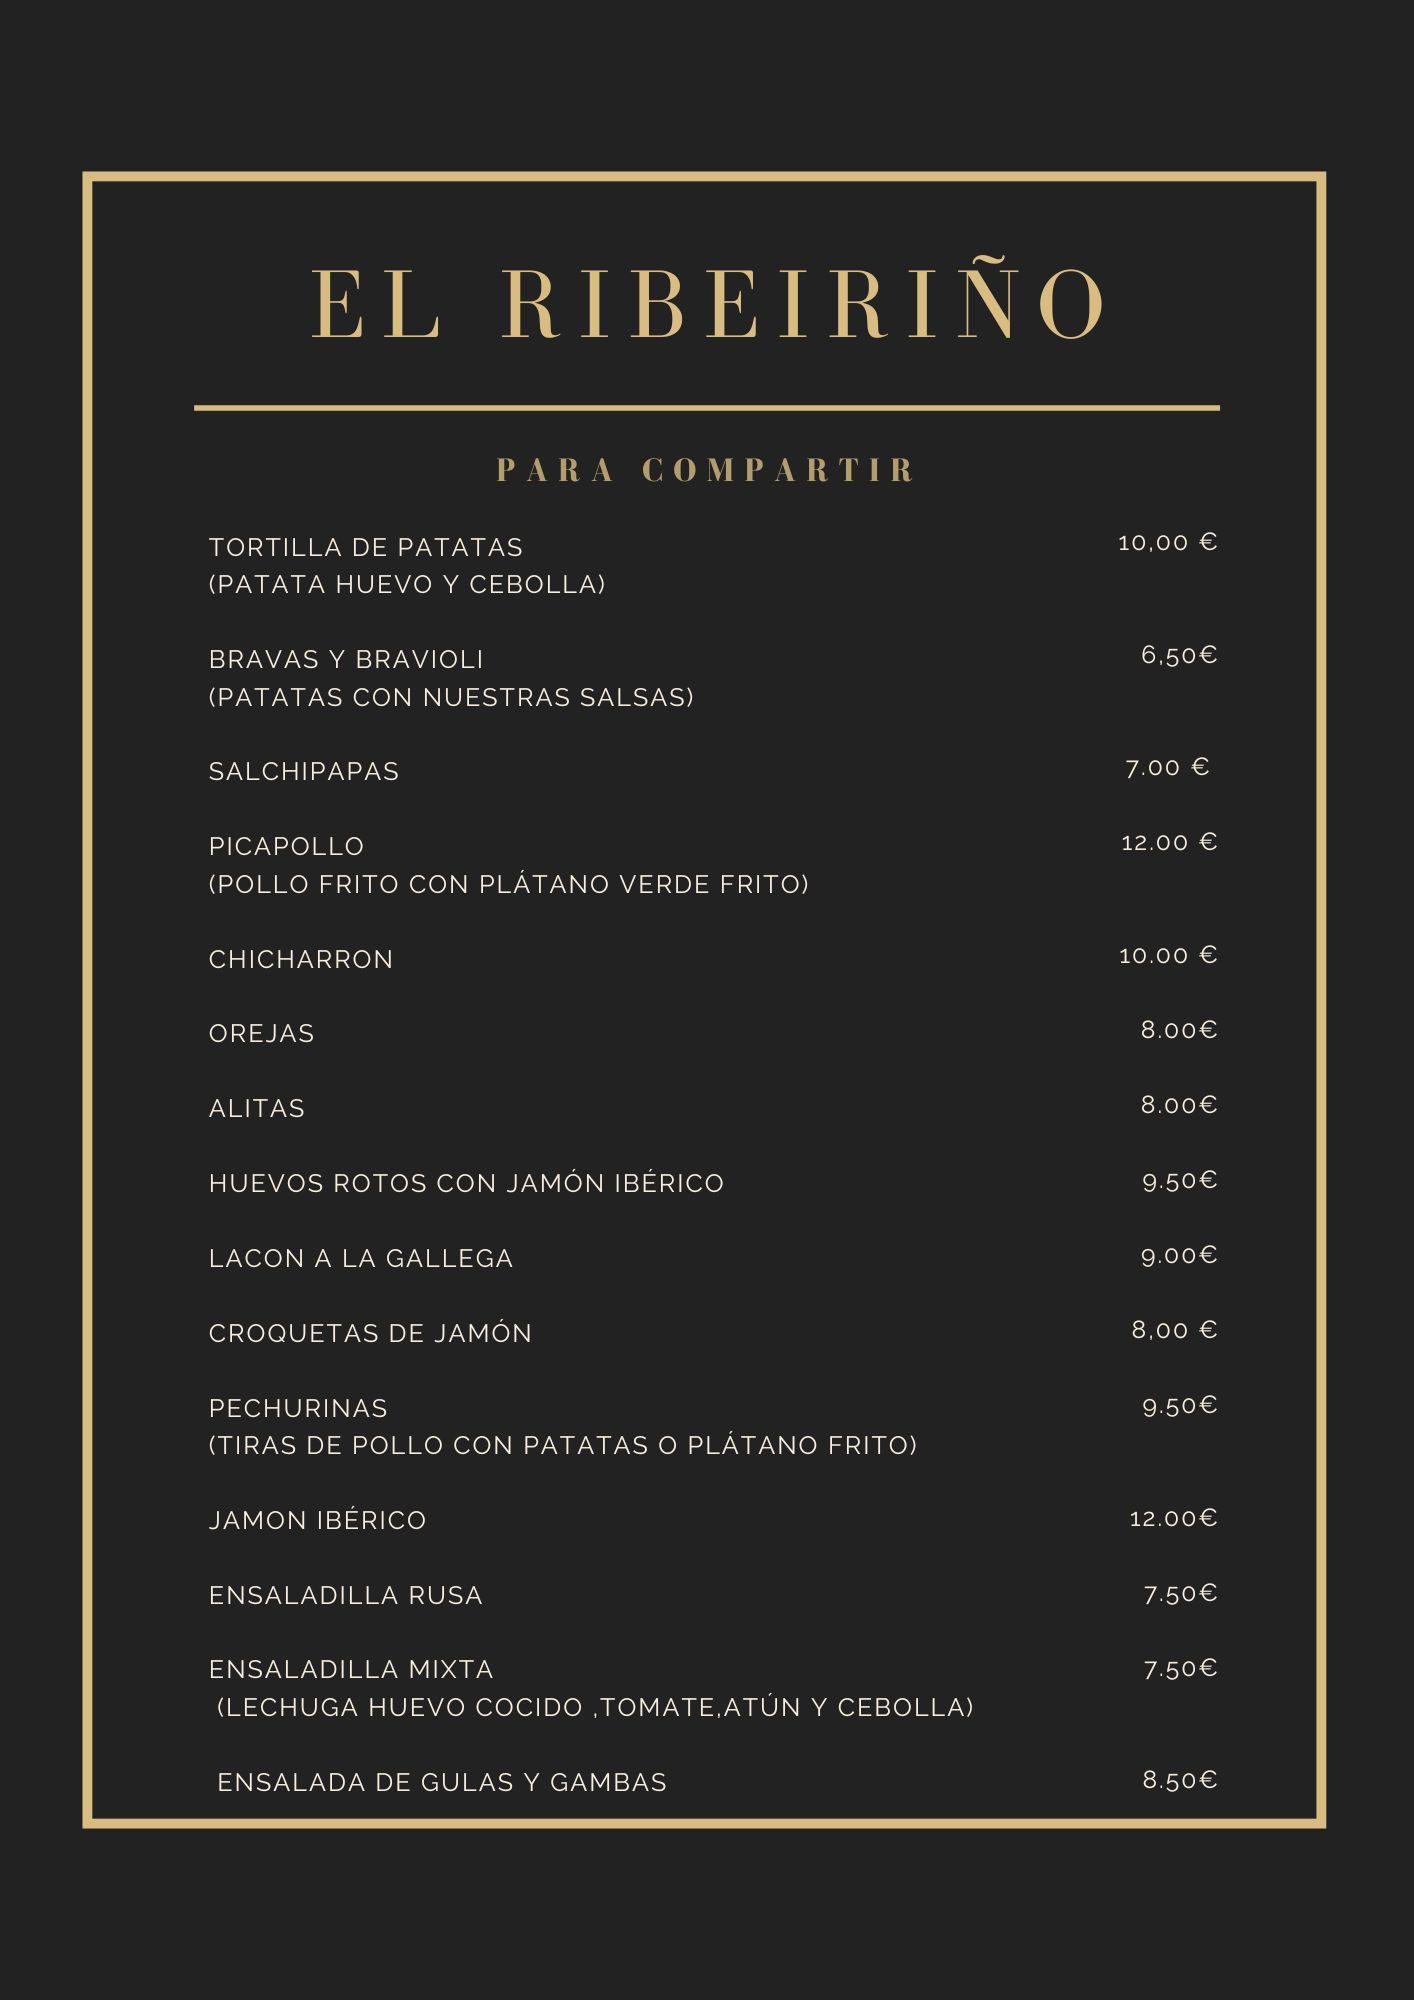 EL RIBEIRIÑO
PARA COMPARTIR
TORTILLA DE PATATAS 10,00 €
(PATATA HUEVO Y CEBOLLA)
BRAVAS Y BRAVIOLI 6,50€
(PATATAS CON NUESTRAS SALSAS)
SALCHIPAPAS 7.00 €
PICAPOLLO 12.00 €
(POLLO FRITO CON PLÁTANO VERDE FRITO)
CHICHARRON 10.00 €
OREJAS 8.00€
ALITAS 8.00€
HUEVOS ROTOS CON JAMÓN IBÉRICO 9.50€
LACON A LA GALLEGA 9.00€
CROQUETAS DE JAMÓN 8,00 €
PECHURINAS 9.50€
(TIRAS DE POLLO CON PATATAS O PLÁTANO FRITO)
JAMON IBÉRICO 12.00€
ENSALADILLA RUSA 7.50€
ENSALADILLA MIXTA 7.50€
(LECHUGA HUEVO COCIDO ,TOMATE,ATÚN Y CEBOLLA)
ENSALADA DE GULAS Y GAMBAS 8.50€